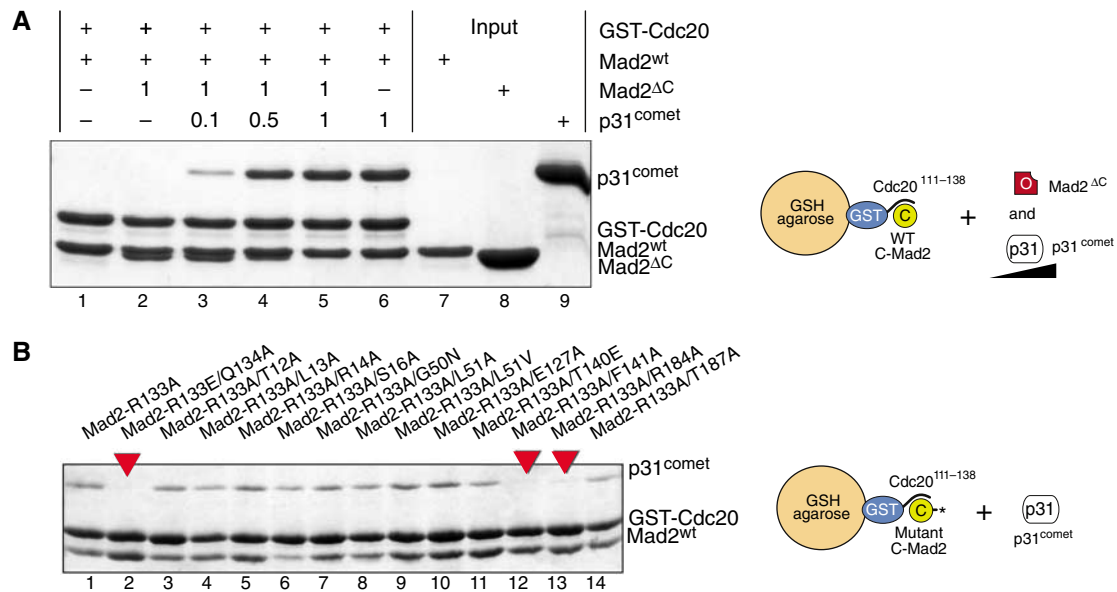 A
+ + + + + + Input GST-Cdc20
+ + + + + + + Mad2wt
– 1 1 1 1 – + Mad2ΔC
– – 0.1 0.5 1 1 + p31comet
p31comet
GST-Cdc20
Mad2wt
Mad2ΔC
1 2 3 4 5 6 7 8 9
GSH
agarose
GST
Cdc20 111–138
C
WT
C-Mad2
+
O Mad2 ΔC
and
p31 p31comet
B
Mad2-R133A
Mad2-R133E/Q134A
Mad2-R133A/T12A
Mad2-R133A/L13A
Mad2-R133A/R14A
Mad2-R133A/S16A
Mad2-R133A/G50N
Mad2-R133A/L51A
Mad2-R133A/L51V
Mad2-R133A/E127A
Mad2-R133A/T140E
Mad2-R133A/F141A
Mad2-R133A/R184A
Mad2-R133A/T187A
p31comet
GST-Cdc20
Mad2wt
1 2 3 4 5 6 7 8 9 10 11 12 13 14
GSH
agarose
GST
Cdc20111–138
C-*
Mutant
C-Mad2
+
p31
p31comet